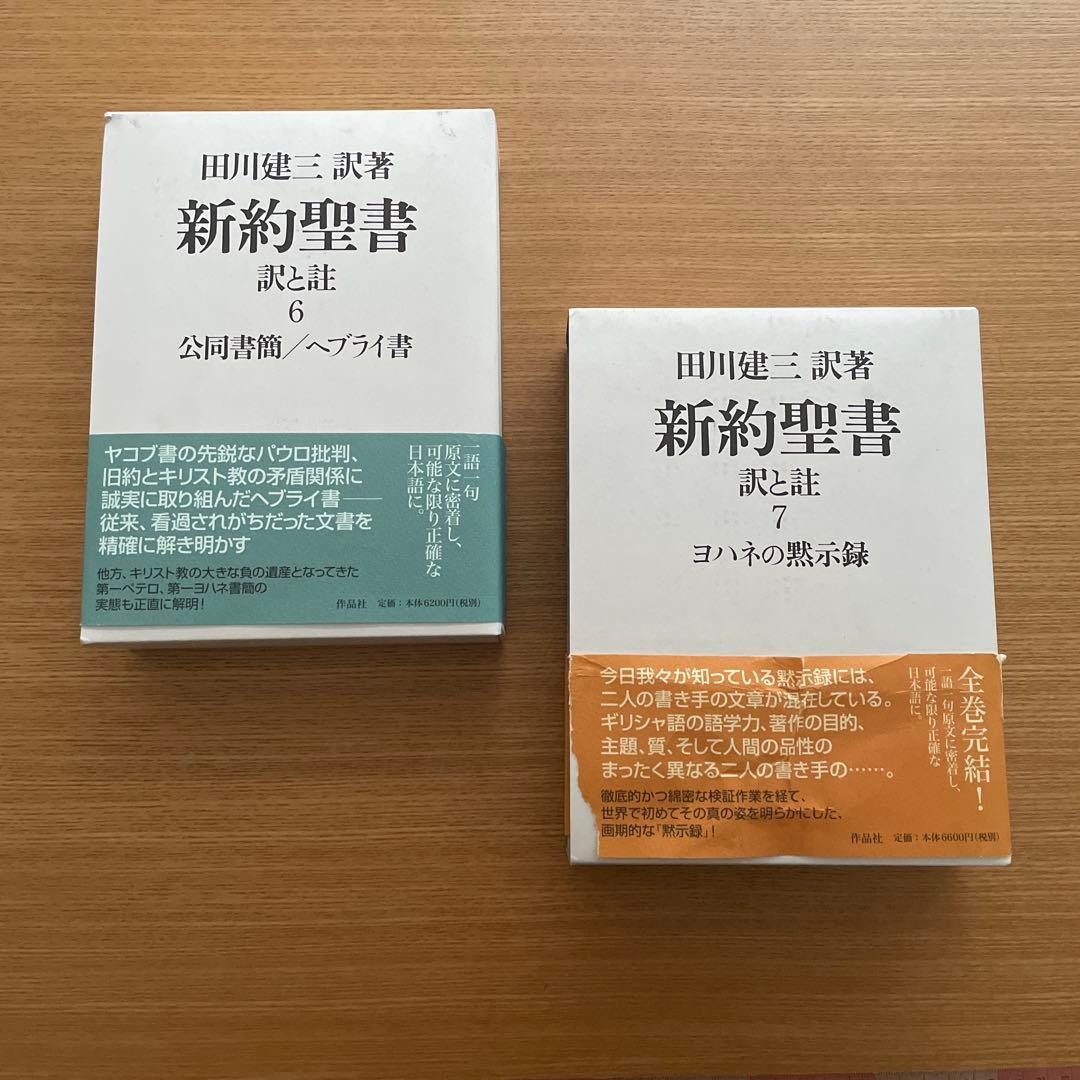 田川建三 訳著
新約聖書
訳と註
6
公同書簡／ヘブライ書
ヤコブ書の先鋭なパウロ批判、
旧約とキリスト教の矛盾関係に
誠実に取り組んだヘブライ書──
従来、看過されがちだった文書を
精確に解き明かす
他方、キリスト教の大きな負の遺産となってきた
第一ペテロ、第一ヨハネ書簡の
実態も正直に解明！
一語一句
原文に密着し、
可能な限り正確な
日本語に。
作品社 定価：本体6200円（税別）
田川建三 訳著
新約聖書
訳と註
7
ヨハネの黙示録
今日我々が知っている黙示録には、
二人の書き手の文章が混在している。
ギリシャ語の語学力、著作の目的、
主題、質、そして人間の品性の
まったく異なる二人の書き手の……。
徹底的かつ綿密な検証作業を経て、
世界で初めてその真の姿を明らかにした、
画期的な「黙示録」！
全巻完結！
一語一句原文に密着し、
可能な限り正確な
日本語に。
作品社 定価：本体6600円（税別）